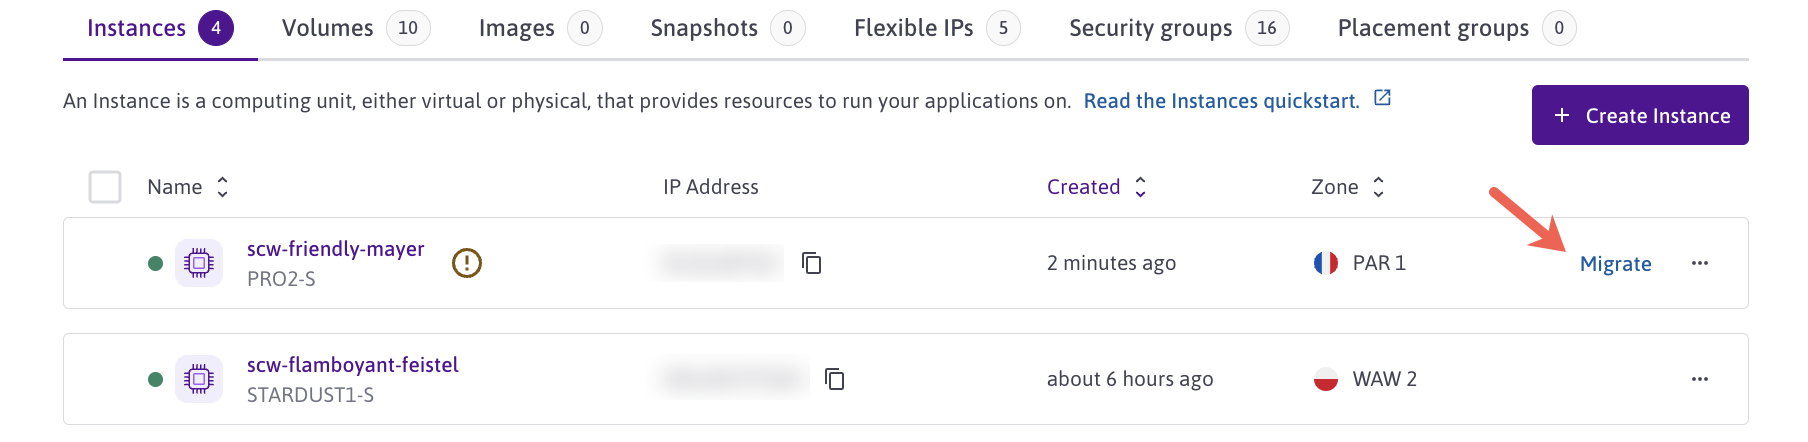 Instances 4 Volumes 10 Images 0 Snapshots 0 Flexible IPs 5 Security groups 16 Placement groups 0
An Instance is a computing unit, either virtual or physical, that provides resources to run your applications on. Read the Instances quickstart.
+ Create Instance
Name IP Address Created Zone
scw-friendly-mayer
PRO2-S
2 minutes ago PAR 1 Migrate ...
scw-flamboyant-feistel
STARDUST1-S
about 6 hours ago WAW 2 ...